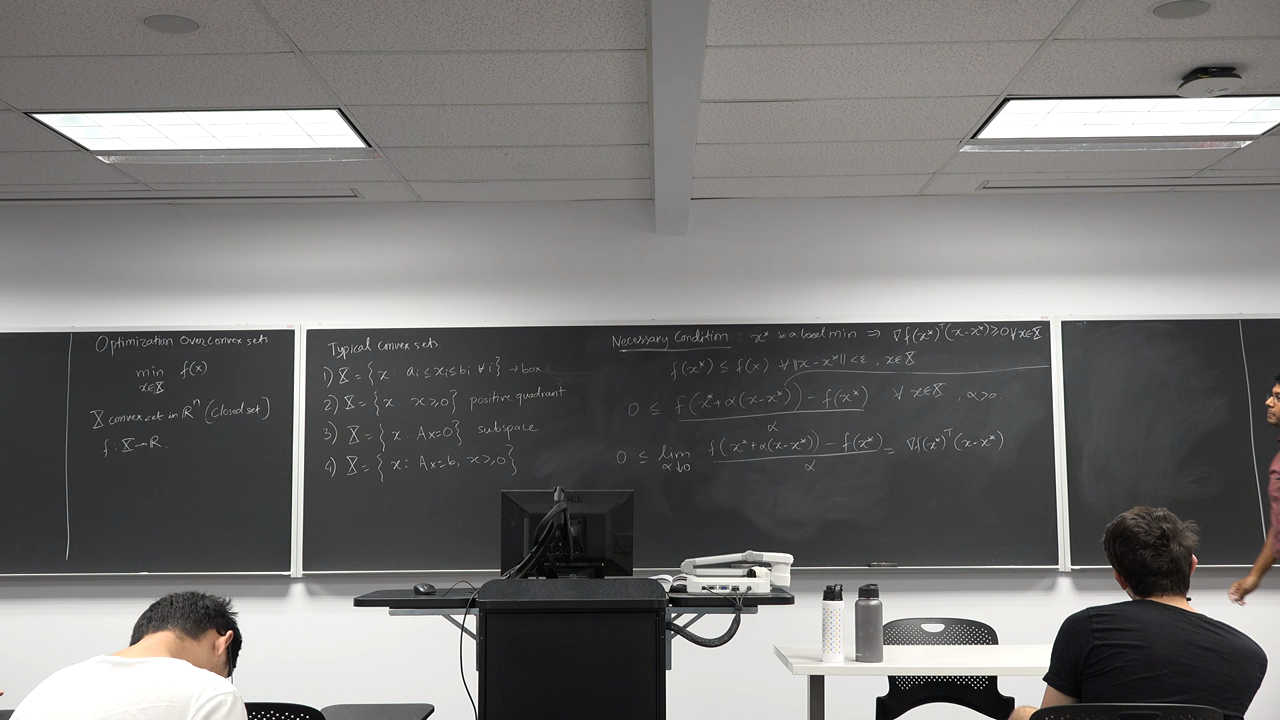 Optimization Over convex sets
min f(x)
x∈X
X convex set in ℝⁿ (closed set)
f: X→ℝ.
Typical convex sets
1) X = {x: aᵢ ≤ xᵢ ≤ bᵢ ∀i} → box
2) X = {x: x ≥ 0} positive quadrant
3) X = {x: Ax=0} subspace
4) X = {x: Ax=b, x ≥ 0}
Necessary Condition: x* is a local min ⇒ ∇f(x*)ᵀ(x-x*) ≥ 0 ∀x∈X
f(x*) ≤ f(x) ∀ ||x-x*|| < ε, x∈X
0 ≤ (f(x*+α(x-x*)) - f(x*))/α ∀ x∈X, α>0.
0 ≤ lim α↓0 (f(x*+α(x-x*)) - f(x*))/α = ∇f(x*)ᵀ(x-x*)